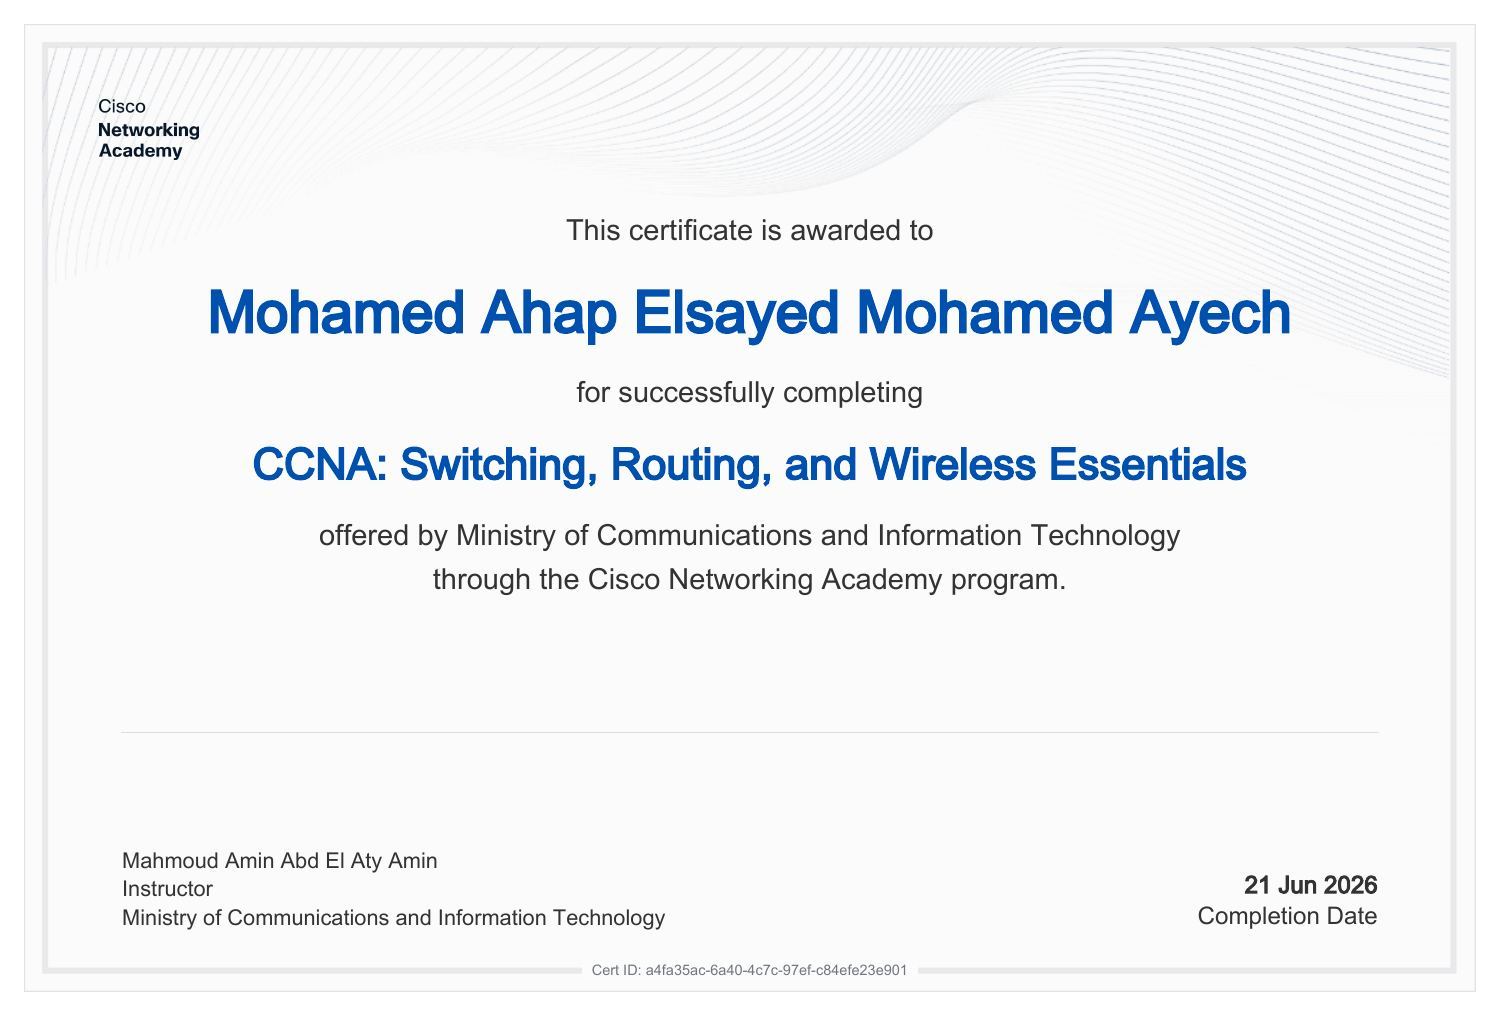 Cisco
Networking
Academy
This certificate is awarded to
Mohamed Ahap Elsayed Mohamed Ayech
for successfully completing
CCNA: Switching, Routing, and Wireless Essentials
offered by Ministry of Communications and Information Technology
through the Cisco Networking Academy program.
Mahmoud Amin Abd El Aty Amin
Instructor
Ministry of Communications and Information Technology
21 Jun 2026
Completion Date
Cert ID: a4fa35ac-6a40-4c7c-97ef-c84efe23e901